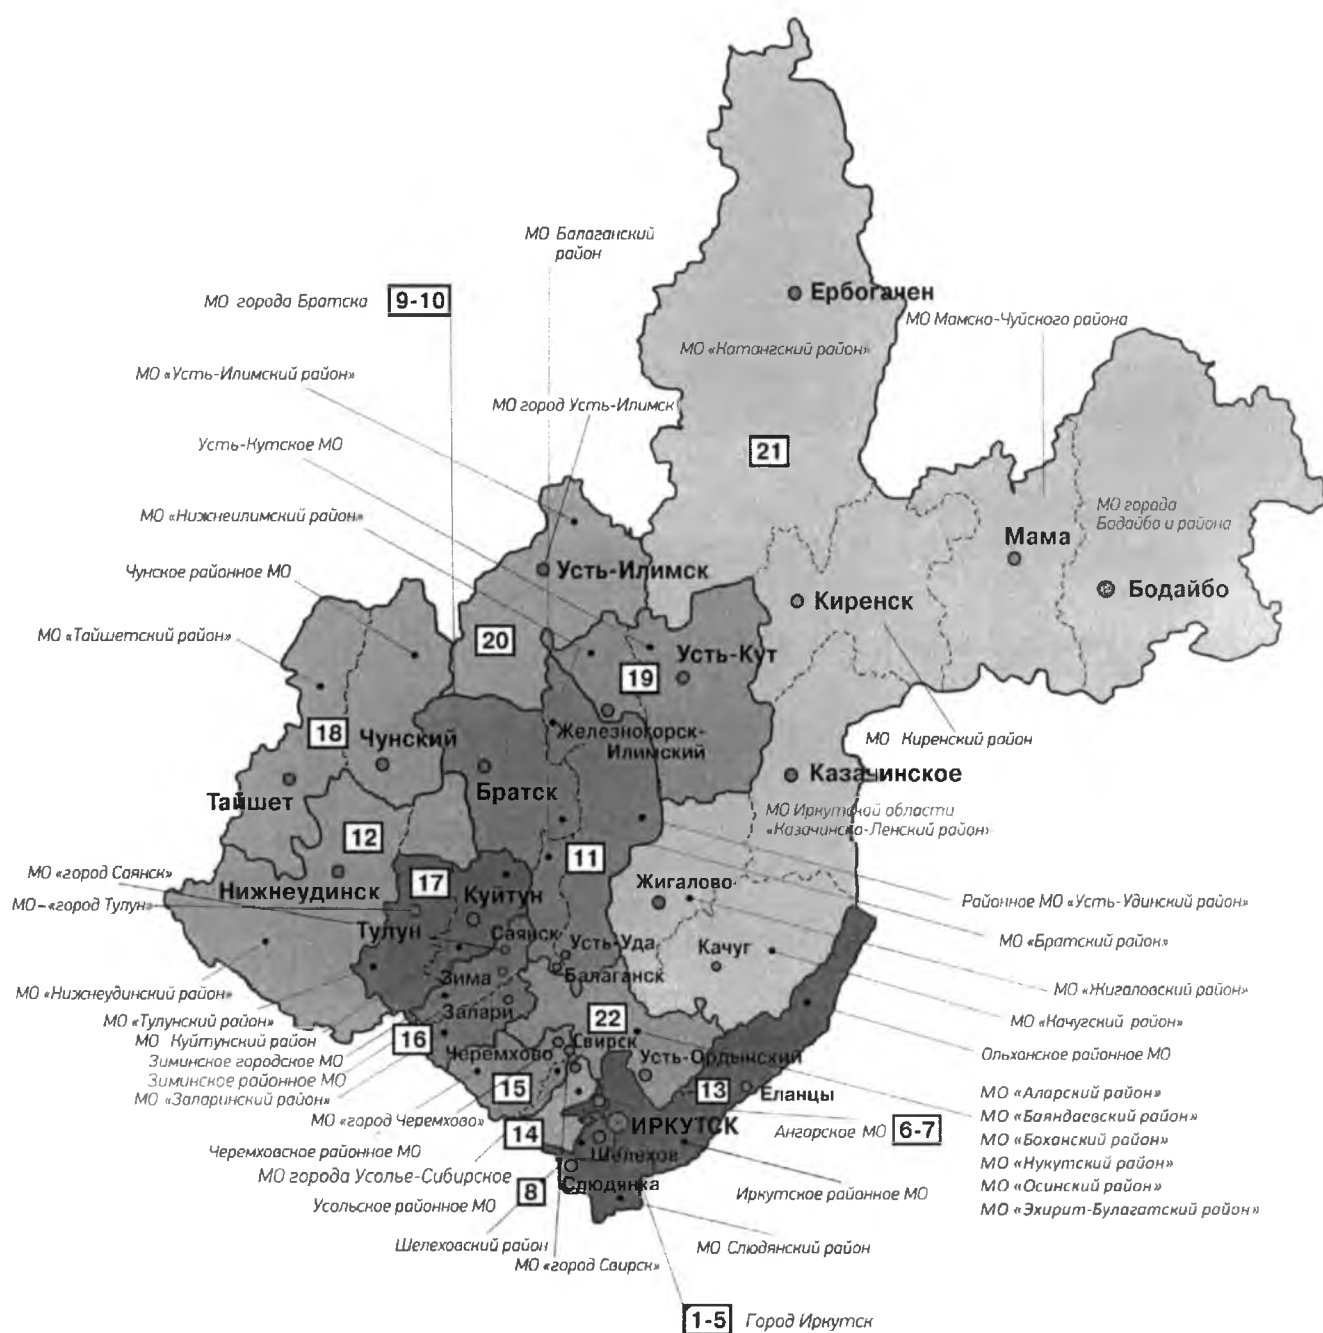 МО Балаганский
район
МО города Братска
9-10
Ербогачен
МО Мамско-Чуйского района
МО «Катангский район»
МО «Усть-Илимский район»
МО город Усть-Илимск
Усть-Кутское МО
21
МО «Нижнеилимский район»
МО города
Бодайбо и района
Мама
Чунское районное МО
Усть-Илимск
Киренск
Бодайбо
МО «Тайшетский район»
20
Усть-Кут
19
18
Чунский
Железногорск-
Илимский
МО Киренский район
Тайшет
Братск
Казачинское
МО Иркутской области
«Казачинско-Ленский район»
12
11
МО «город Саянск»
Нижнеудинск
17
Куйтун
Жигалово
МО–«город Тулун»
Районное МО «Усть-Удинский район»
Тулун
Саянск
Усть-Уда
Качуг
МО «Братский район»
Зима
Балаганск
МО «Нижнеудинский район»
МО «Жигаловский район»
Залари
МО «Тулунский район»
22
МО «Качугский район»
МО Куйтунский район
16
Свирск
Зиминское городское МО
Черемхово
Усть-Ордынский
Ольхонское районное МО
Зиминское районное МО
15
13
Еланцы
МО «Заларинский район»
МО «Аларский район»
МО «город Черемхово»
МО «Баяндаевский район»
14
ИРКУТСК
Ангарское МО
6-7
МО «Боханский район»
Черемховское районное МО
Шелехов
МО «Нукутский район»
МО города Усолье-Сибирское
Слюдянка
МО «Осинский район»
8
Иркутское районное МО
Усольское районное МО
МО «Эхирит-Булагатский район»
Шелеховский район
МО Слюдянский район
МО «город Свирск»
1-5
Город Иркутск